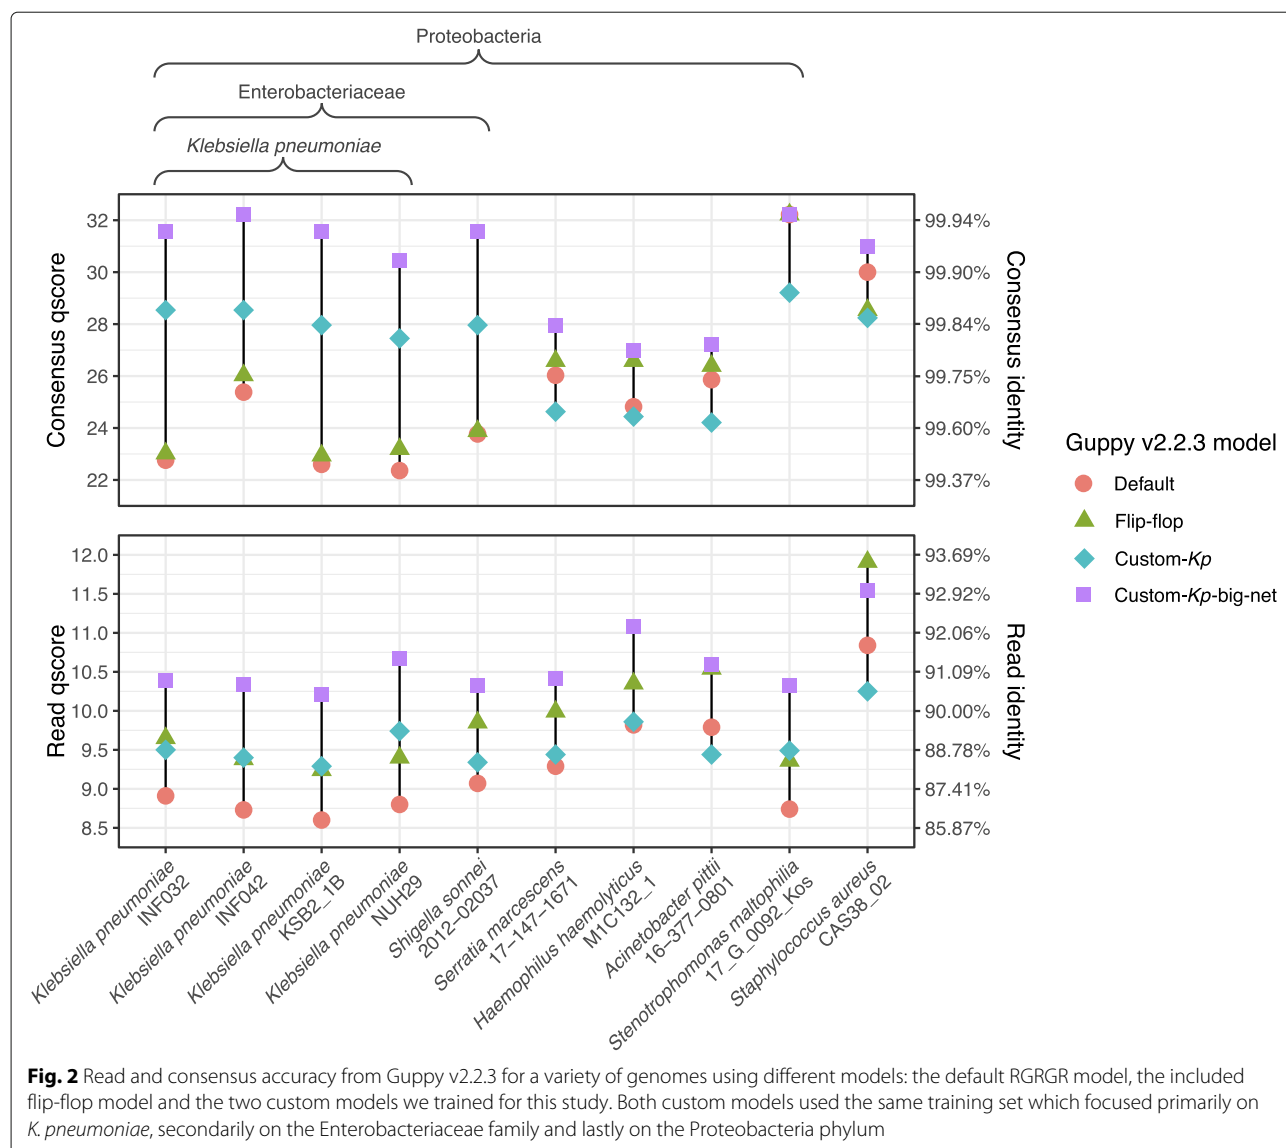 Proteobacteria
Enterobacteriaceae
Klebsiella pneumoniae
Consensus qscore
32
30
28
26
24
22
99.94%
99.90%
99.84%
99.75%
99.60%
99.37%
Consensus identity
Read qscore
12.0
11.5
11.0
10.5
10.0
9.5
9.0
8.5
93.69%
92.92%
92.06%
91.09%
90.00%
88.78%
87.41%
85.87%
Read identity
Klebsiella pneumoniae
INF032
Klebsiella pneumoniae
INF042
Klebsiella pneumoniae
KSB2_1B
Klebsiella pneumoniae
NUH29
Shigella sonnei
2012–02037
Serratia marcescens
17–147–1671
Haemophilus haemolyticus
M1C132_1
Acinetobacter pittii
16–377–0801
Stenotrophomonas maltophilia
17_G_0092_Kos
Staphylococcus aureus
CAS38_02
Guppy v2.2.3 model
Default
Flip-flop
Custom-Kp
Custom-Kp-big-net
Fig. 2 Read and consensus accuracy from Guppy v2.2.3 for a variety of genomes using different models: the default RGRGR model, the included
flip-flop model and the two custom models we trained for this study. Both custom models used the same training set which focused primarily on
K. pneumoniae, secondarily on the Enterobacteriaceae family and lastly on the Proteobacteria phylum